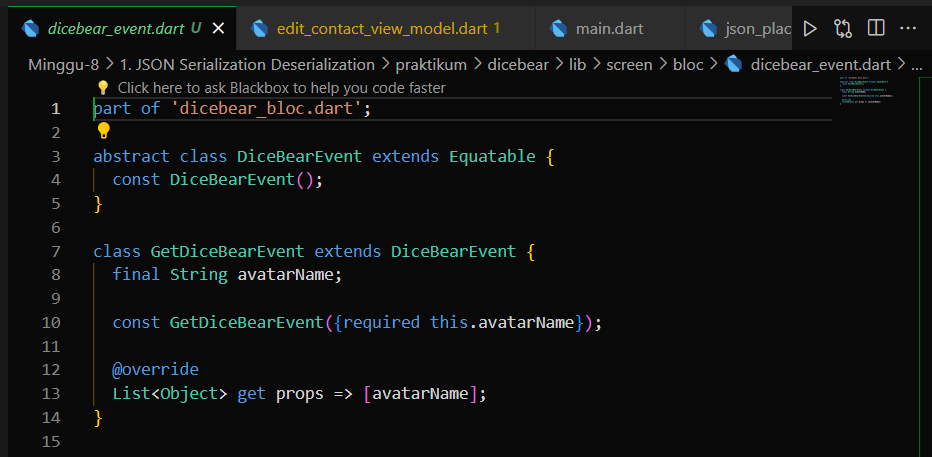 dicebear_event.dart U
edit_contact_view_model.dart 1
main.dart
json_plac
Minggu-8 > 1. JSON Serialization Deserialization > praktikum > dicebear > lib > screen > bloc > dicebear_event.dart > ...
Click here to ask Blackbox to help you code faster
1 part of 'dicebear_bloc.dart';
2
3 abstract class DiceBearEvent extends Equatable {
4 const DiceBearEvent();
5 }
6
7 class GetDiceBearEvent extends DiceBearEvent {
8 final String avatarName;
9
10 const GetDiceBearEvent({required this.avatarName});
11
12 @override
13 List<Object> get props => [avatarName];
14 }
15